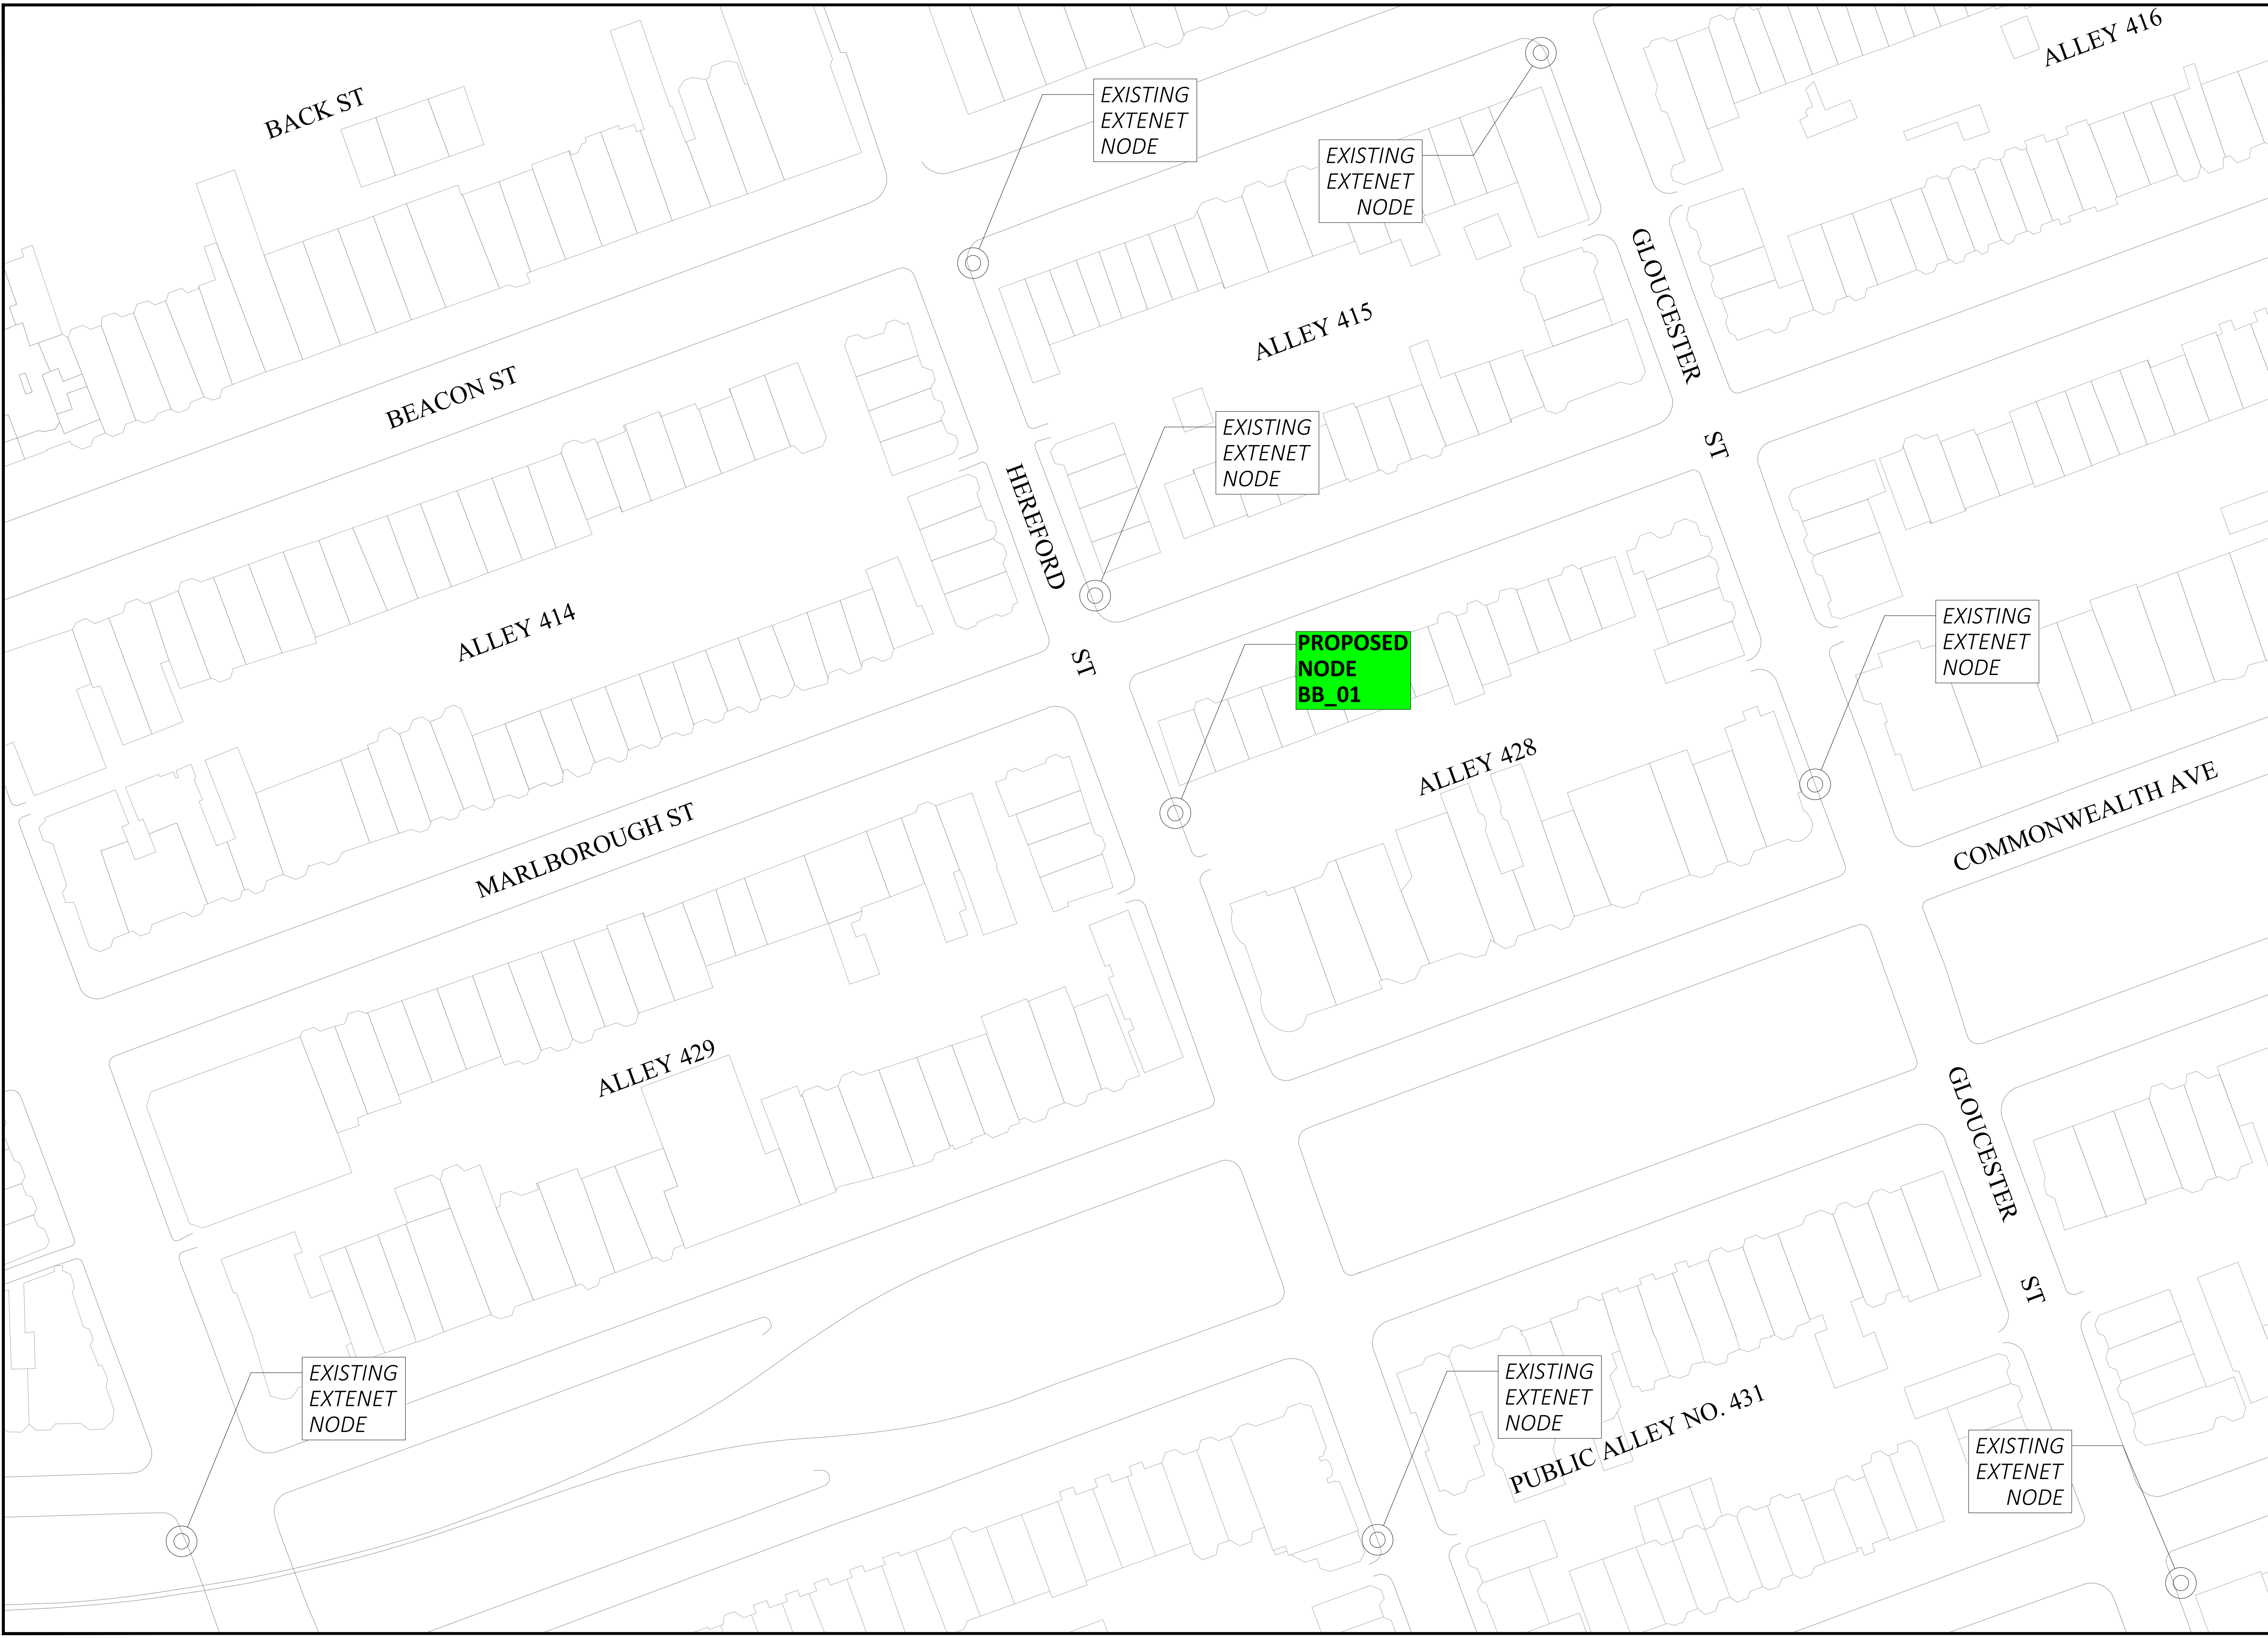 ALLEY 416
BACK ST
EXISTING
EXTENET
NODE
EXISTING
EXTENET
NODE
GLOUCESTER
ST
ALLEY 415
BEACON ST
EXISTING
EXTENET
NODE
HEREFORD
ST
ALLEY 414
PROPOSED
NODE
BB_01
EXISTING
EXTENET
NODE
ALLEY 428
COMMONWEALTH AVE
MARLBOROUGH ST
ALLEY 429
GLOUCESTER
ST
EXISTING
EXTENET
NODE
EXISTING
EXTENET
NODE
PUBLIC ALLEY NO. 431
EXISTING
EXTENET
NODE